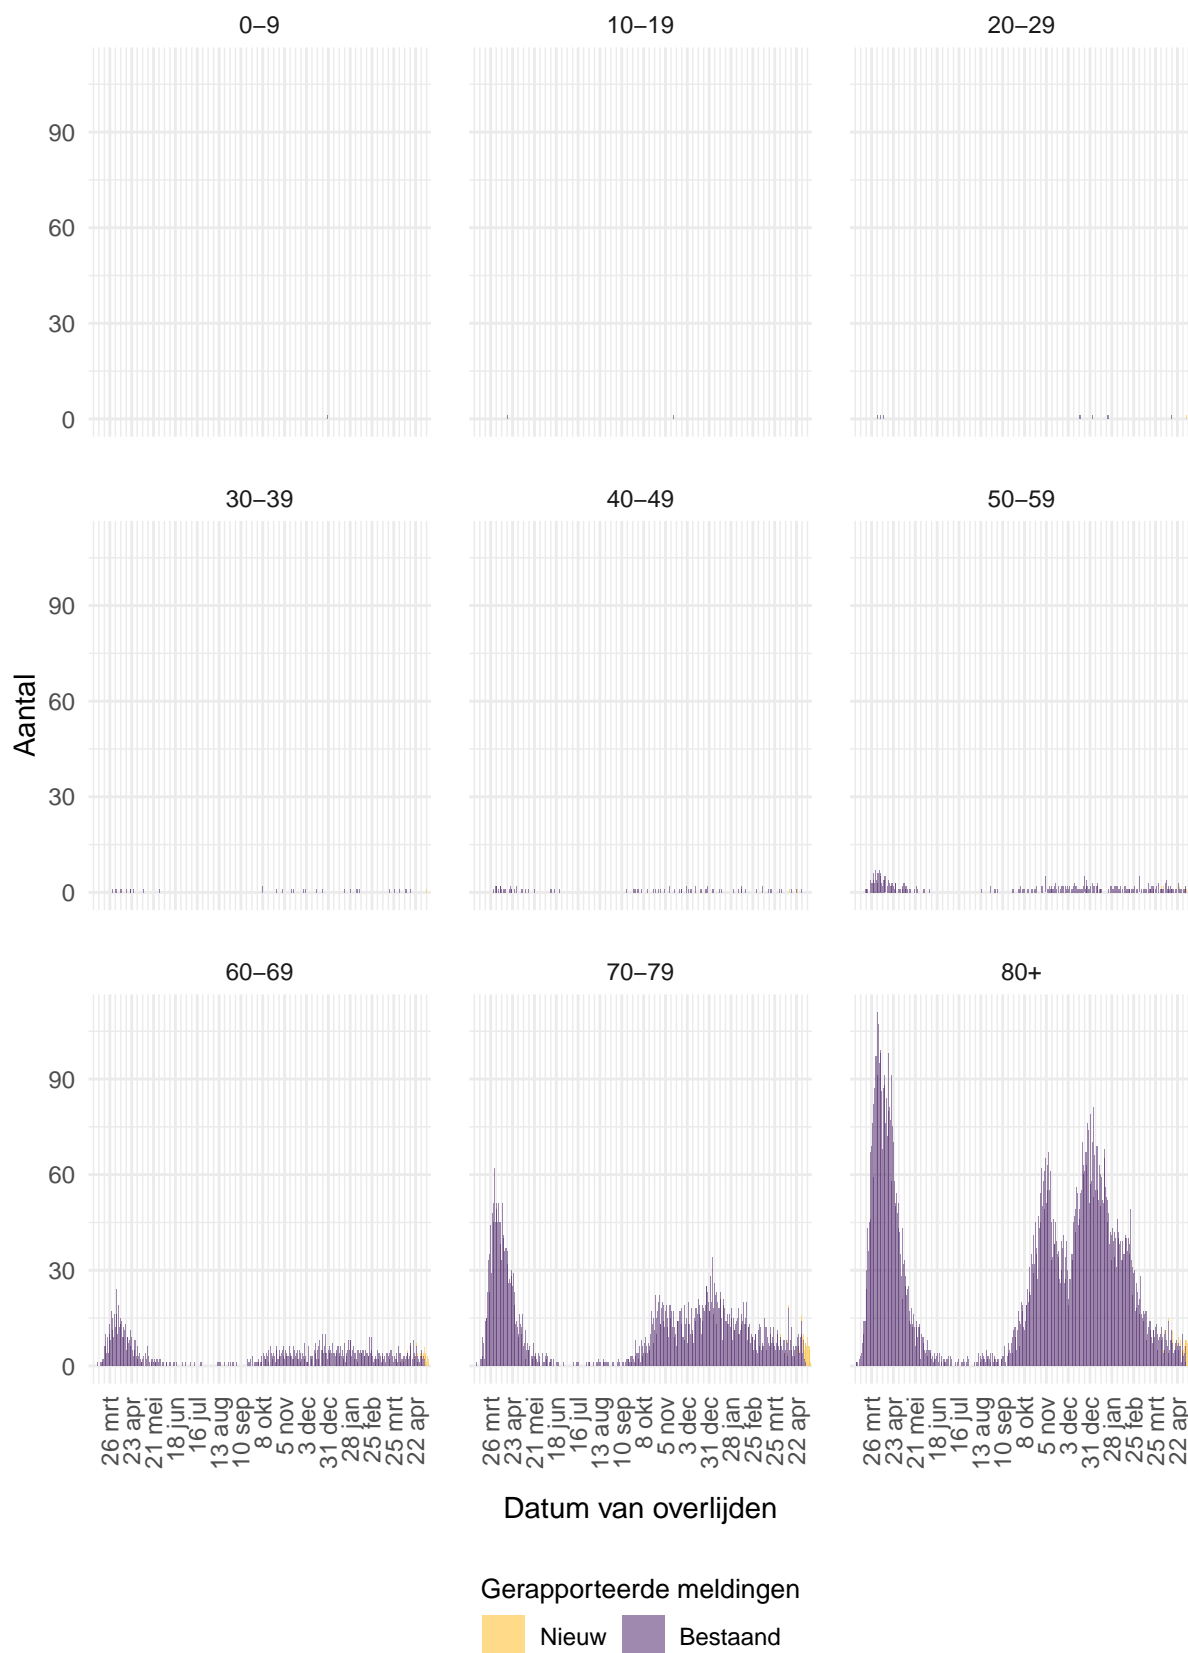 0–9 10–19 20–29
90
60
30
0
30–39 40–49 50–59
90
60
30
0
Aantal
60–69 70–79 80+
90
60
30
0
26 mrt 23 apr 21 mei 18 jun 16 jul 13 aug 10 sep 8 okt 5 nov 3 dec 31 dec 28 jan 25 feb 25 mrt 22 apr
26 mrt 23 apr 21 mei 18 jun 16 jul 13 aug 10 sep 8 okt 5 nov 3 dec 31 dec 28 jan 25 feb 25 mrt 22 apr
26 mrt 23 apr 21 mei 18 jun 16 jul 13 aug 10 sep 8 okt 5 nov 3 dec 31 dec 28 jan 25 feb 25 mrt 22 apr
Datum van overlijden
Gerapporteerde meldingen
Nieuw Bestaand